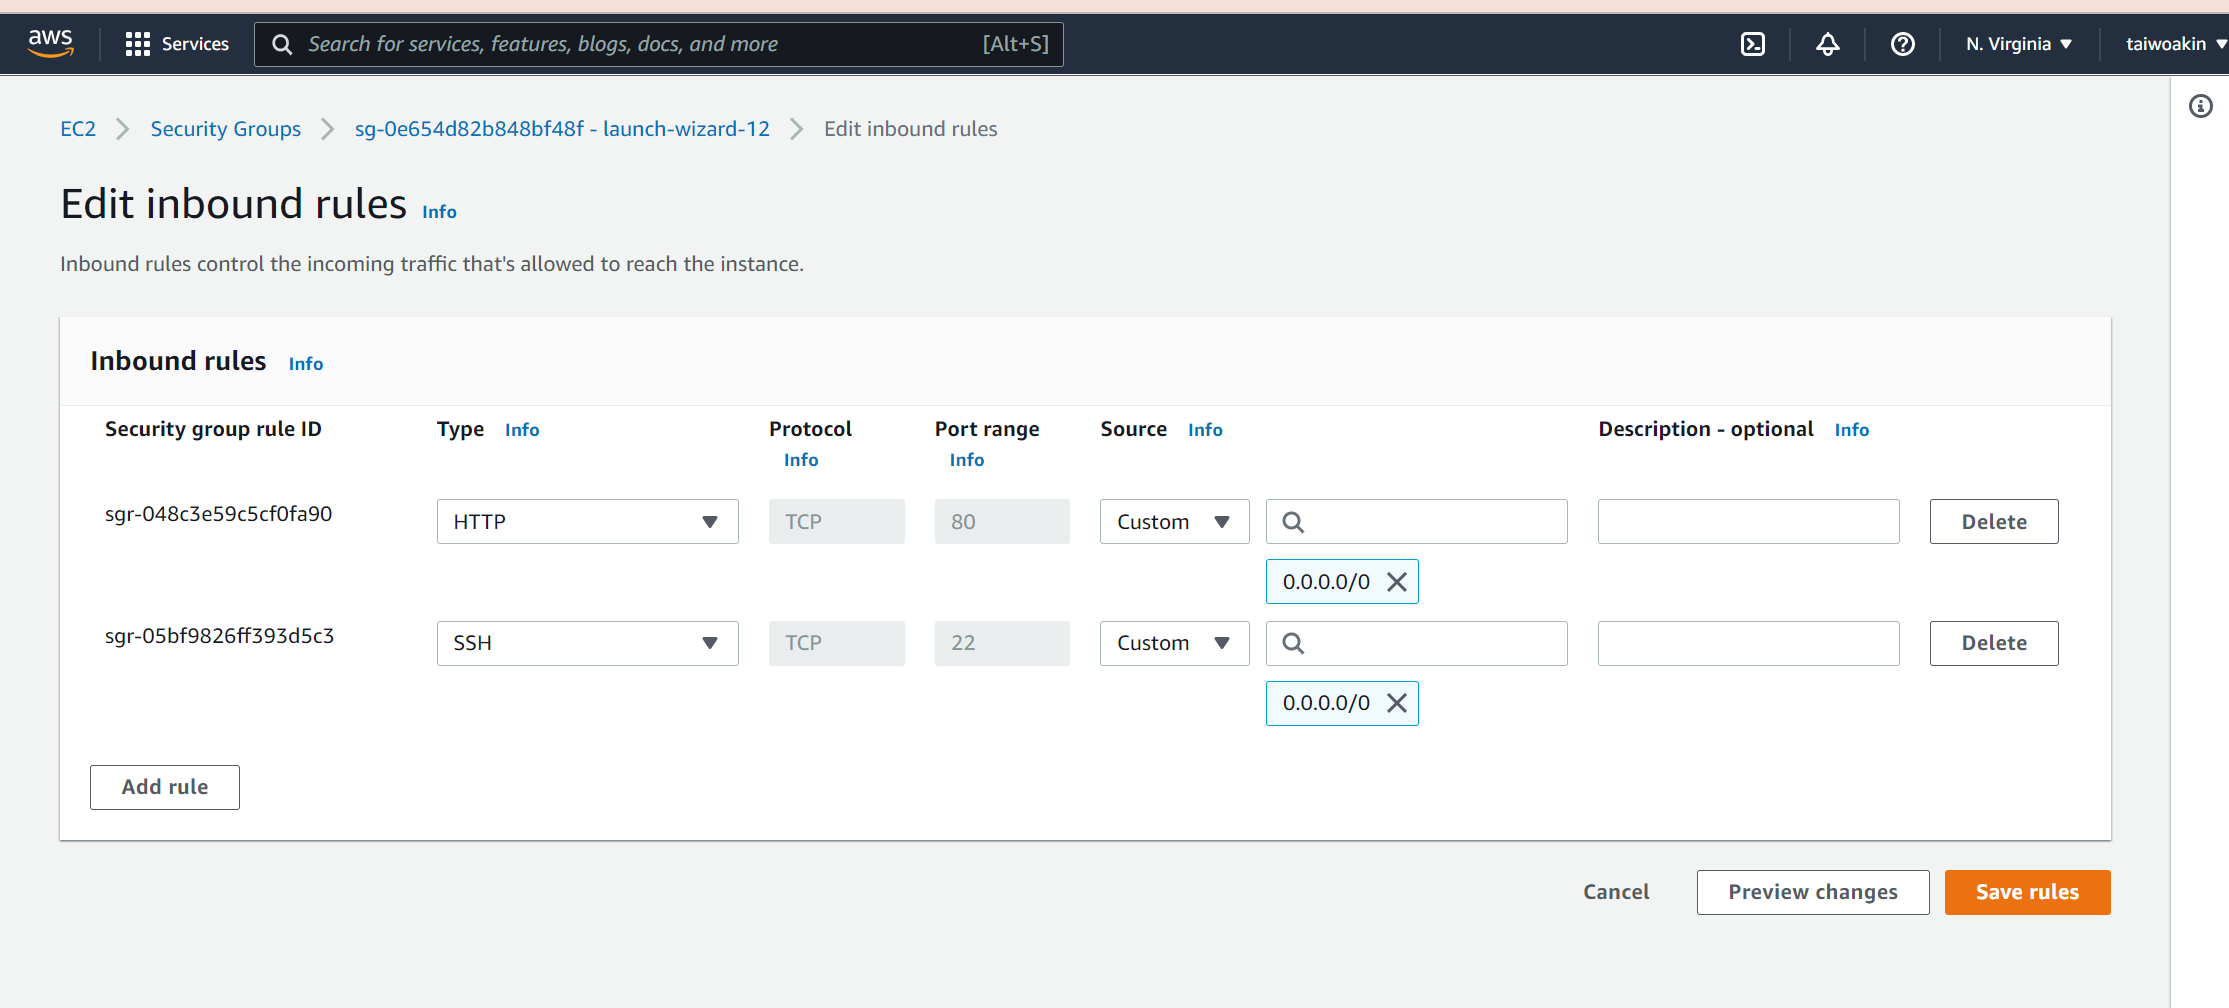 aws Services Search for services, features, blogs, docs, and more [Alt+S] N. Virginia taiwoakin
EC2 Security Groups sg-0e654d82b848bf48f - launch-wizard-12 Edit inbound rules
Edit inbound rules Info
Inbound rules control the incoming traffic that's allowed to reach the instance.
Inbound rules Info
Security group rule ID Type Info Protocol Port range Source Info Description - optional Info
Info Info
sgr-048c3e59c5cf0fa90 HTTP TCP 80 Custom Delete
0.0.0.0/0
sgr-05bf9826ff393d5c3 SSH TCP 22 Custom Delete
0.0.0.0/0
Add rule
Cancel Preview changes Save rules